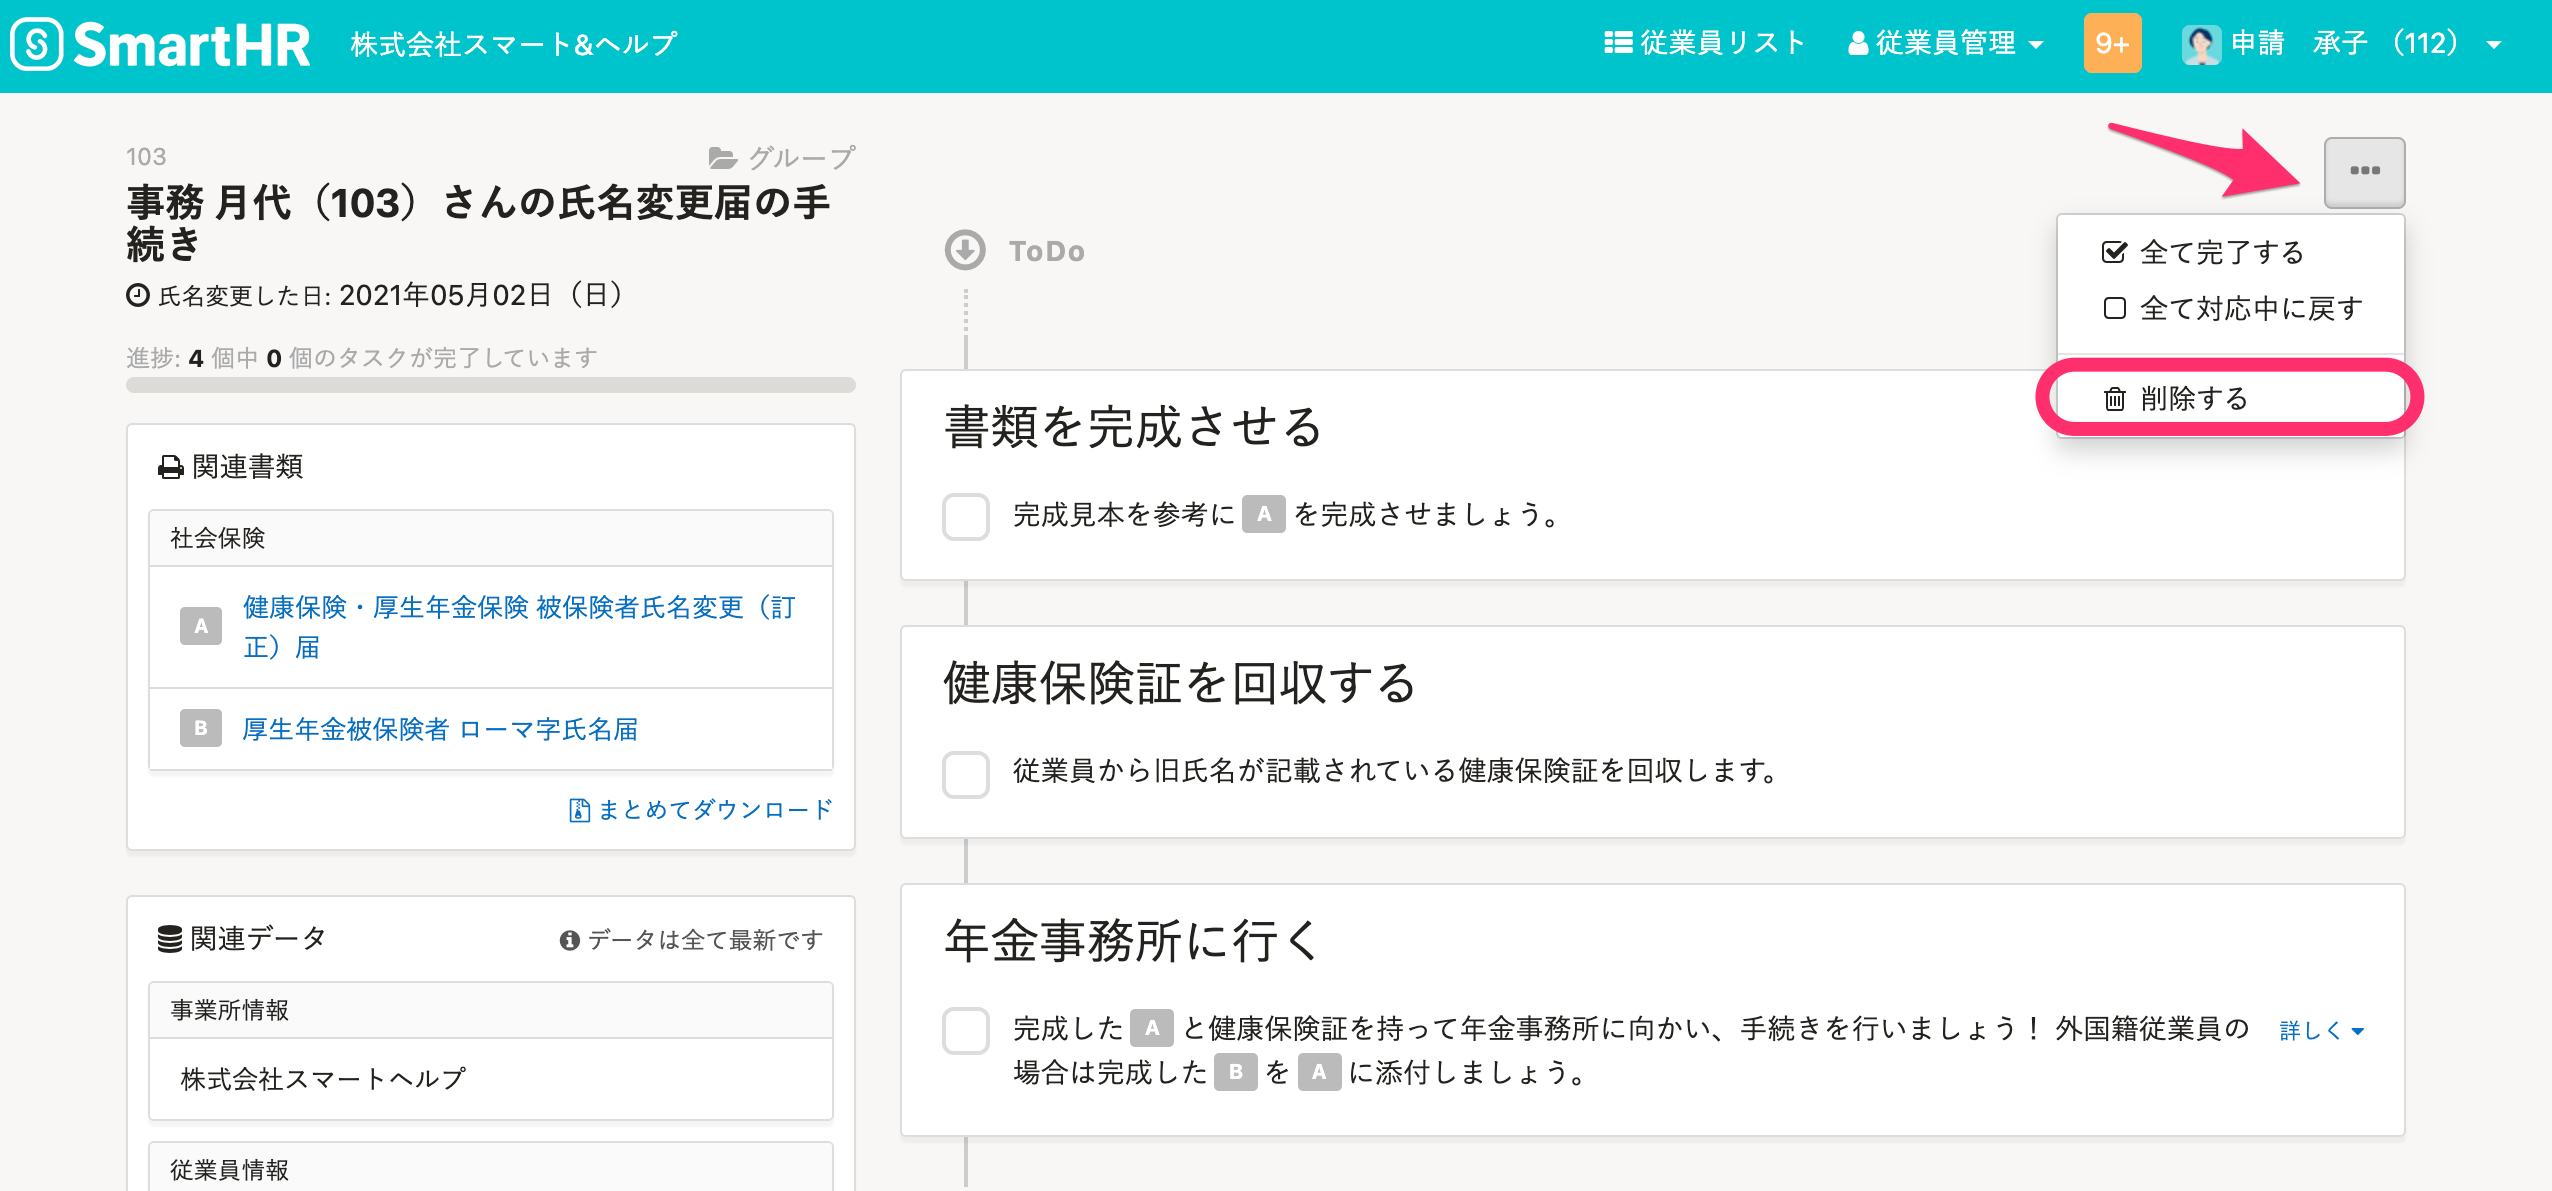 SmartHR 株式会社スマート&ヘルプ 従業員リスト 従業員管理 9+ 申請 承子 （112）
103 グループ
事務 月代（103）さんの氏名変更届の手
続き
氏名変更した日: 2021年05月02日（日）
進捗: 4 個中 0 個のタスクが完了しています
関連書類
社会保険
A 健康保険・厚生年金保険 被保険者氏名変更（訂
正）届
B 厚生年金被保険者 ローマ字氏名届
まとめてダウンロード
関連データ データは全て最新です
事業所情報
株式会社スマートヘルプ
従業員情報
ToDo
全て完了する
全て対応中に戻す
削除する
書類を完成させる
完成見本を参考に A を完成させましょう。
健康保険証を回収する
従業員から旧氏名が記載されている健康保険証を回収します。
年金事務所に行く
完成した A と健康保険証を持って年金事務所に向かい、手続きを行いましょう！ 外国籍従業員の 詳しく
場合は完成した B を A に添付しましょう。